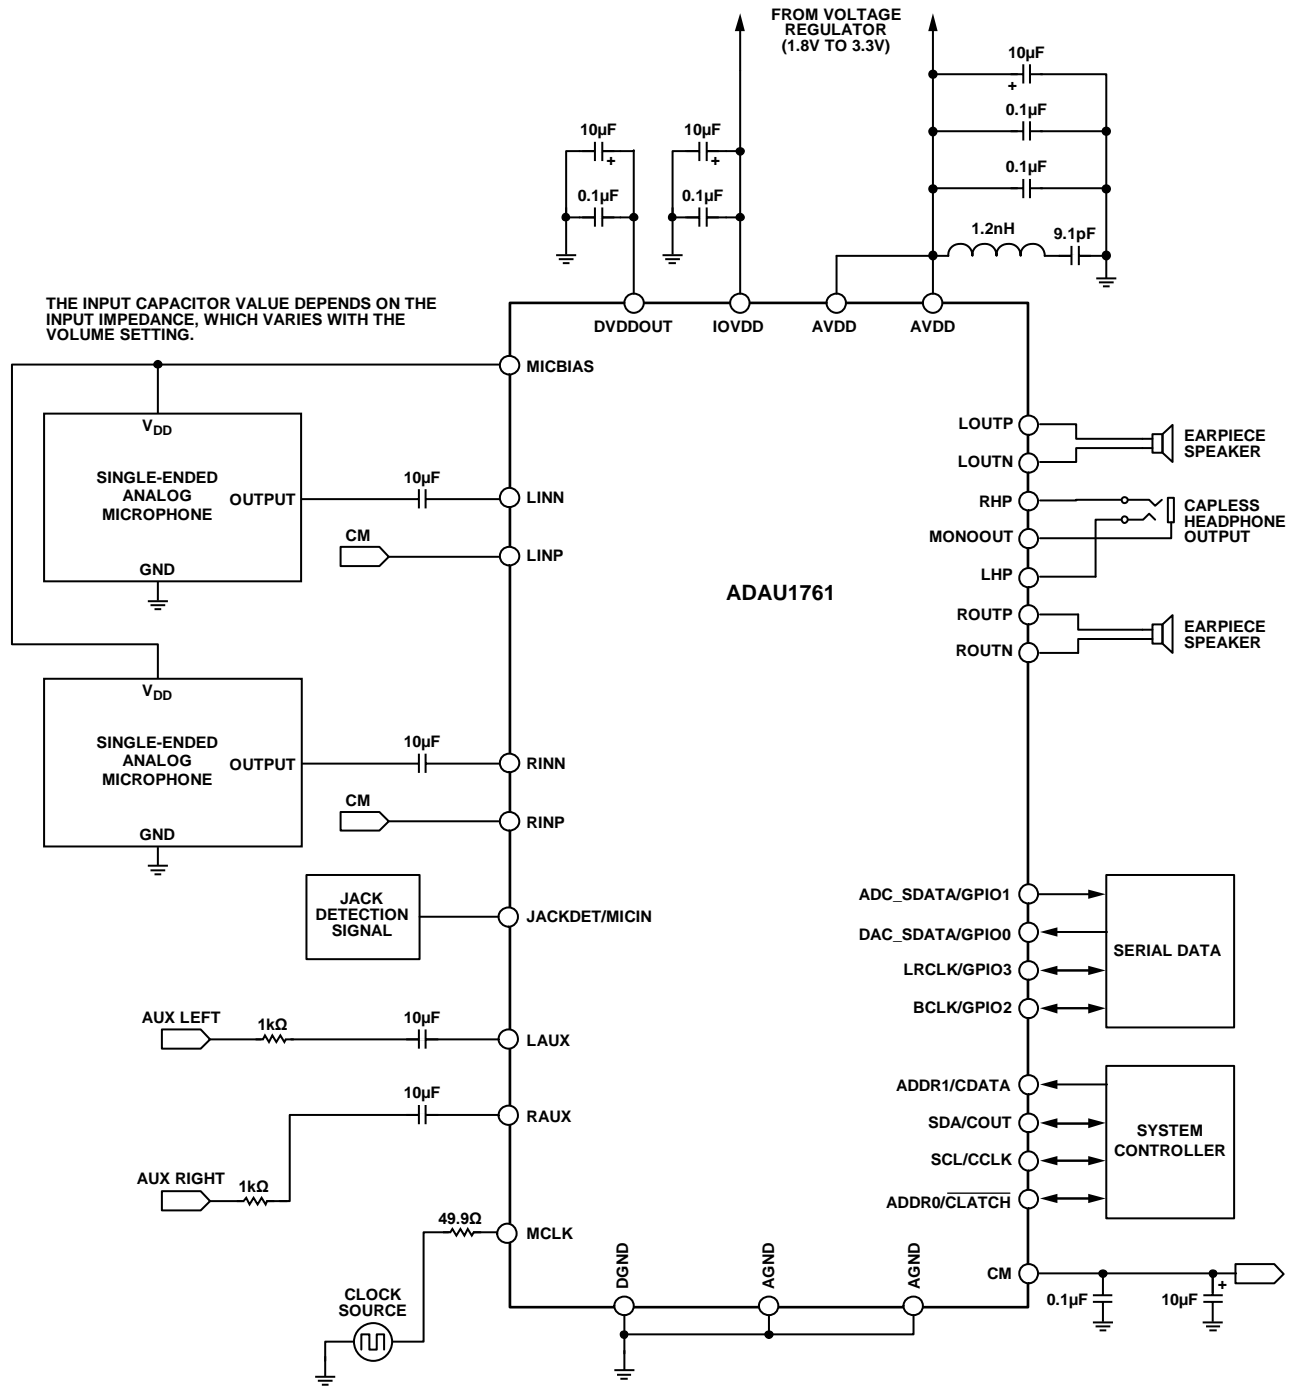 FROM VOLTAGE
REGULATOR
(1.8V TO 3.3V)
10µF
+
0.1µF
0.1µF
1.2nH
9.1pF
10µF
+
0.1µF
10µF
+
0.1µF
THE INPUT CAPACITOR VALUE DEPENDS ON THE
INPUT IMPEDANCE, WHICH VARIES WITH THE
VOLUME SETTING.
DVDDOUT
IOVDD
AVDD
AVDD
MICBIAS
VDD
SINGLE-ENDED
ANALOG
MICROPHONE
OUTPUT
GND
10µF
LINN
CM
LINP
VDD
SINGLE-ENDED
ANALOG
MICROPHONE
OUTPUT
GND
10µF
RINN
CM
RINP
JACK
DETECTION
SIGNAL
JACKDET/MICIN
AUX LEFT
1kΩ
10µF
LAUX
10µF
RAUX
AUX RIGHT
1kΩ
49.9Ω
MCLK
CLOCK
SOURCE
ADAU1761
LOUTP
LOUTN
EARPIECE
SPEAKER
RHP
MONOOUT
LHP
CAPLESS
HEADPHONE
OUTPUT
ROUTP
ROUTN
EARPIECE
SPEAKER
ADC_SDATA/GPIO1
DAC_SDATA/GPIO0
LRCLK/GPIO3
BCLK/GPIO2
SERIAL DATA
ADDR1/CDATA
SDA/COUT
SCL/CCLK
ADDR0/CLATCH
SYSTEM
CONTROLLER
DGND
AGND
AGND
CM
0.1µF
10µF
+